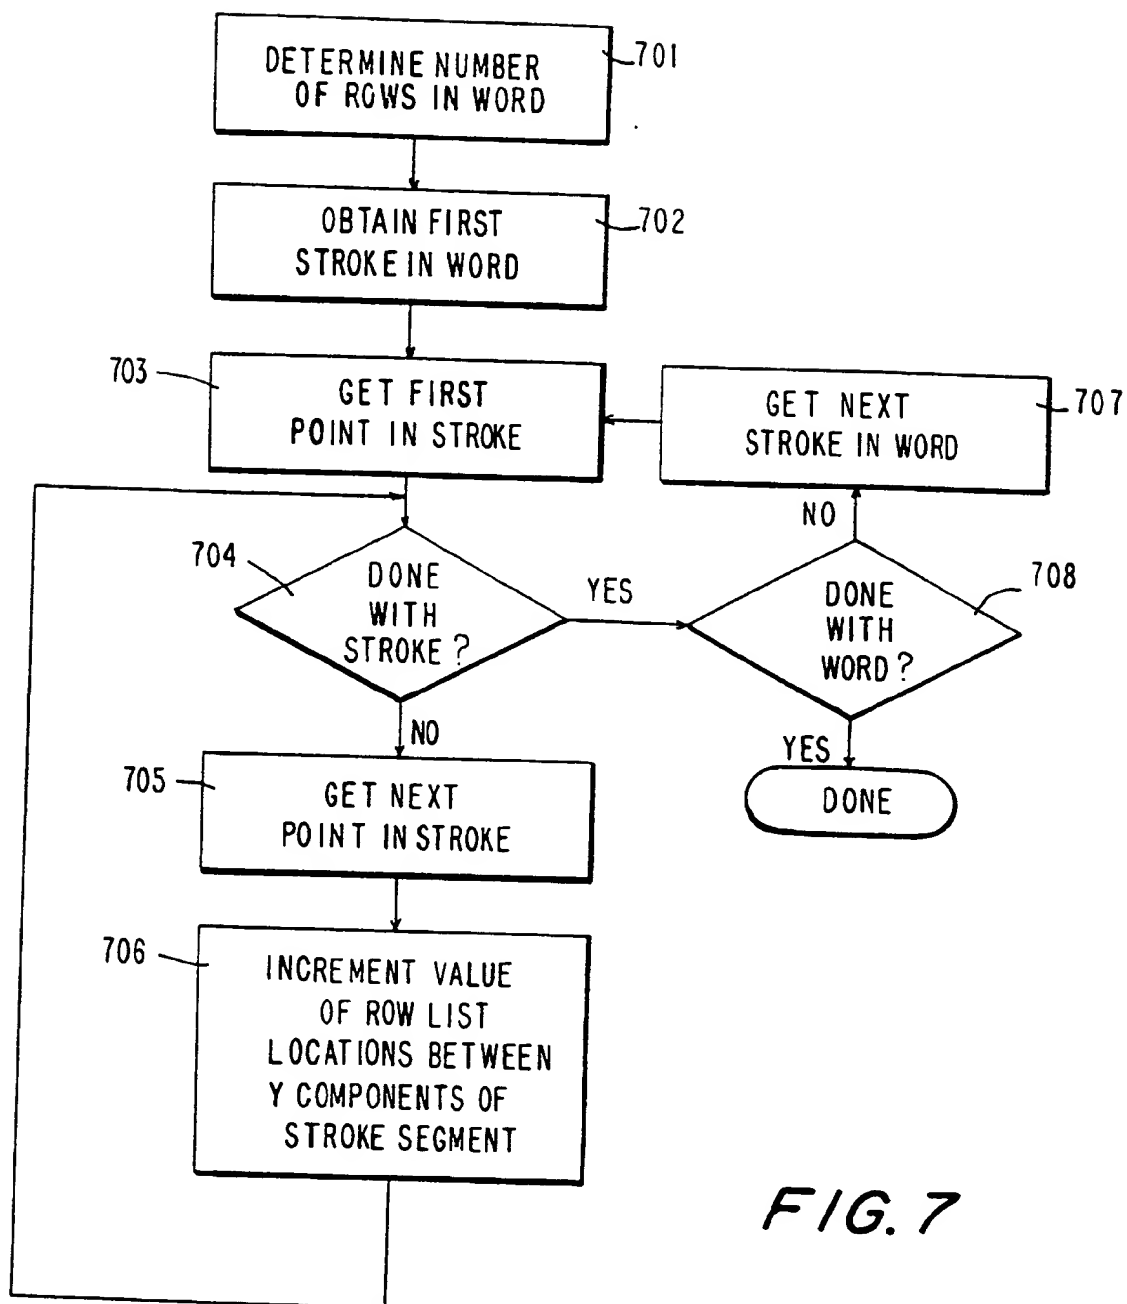 DETERMINE NUMBER
OF ROWS IN WORD
701
OBTAIN FIRST
STROKE IN WORD
702
703
GET FIRST
POINT IN STROKE
GET NEXT
STROKE IN WORD
707
NO
704
DONE
WITH
STROKE?
YES
DONE
WITH
WORD?
708
NO
YES
DONE
705
GET NEXT
POINT IN STROKE
706
INCREMENT VALUE
OF ROW LIST
LOCATIONS BETWEEN
Y COMPONENTS OF
STROKE SEGMENT
FIG. 7